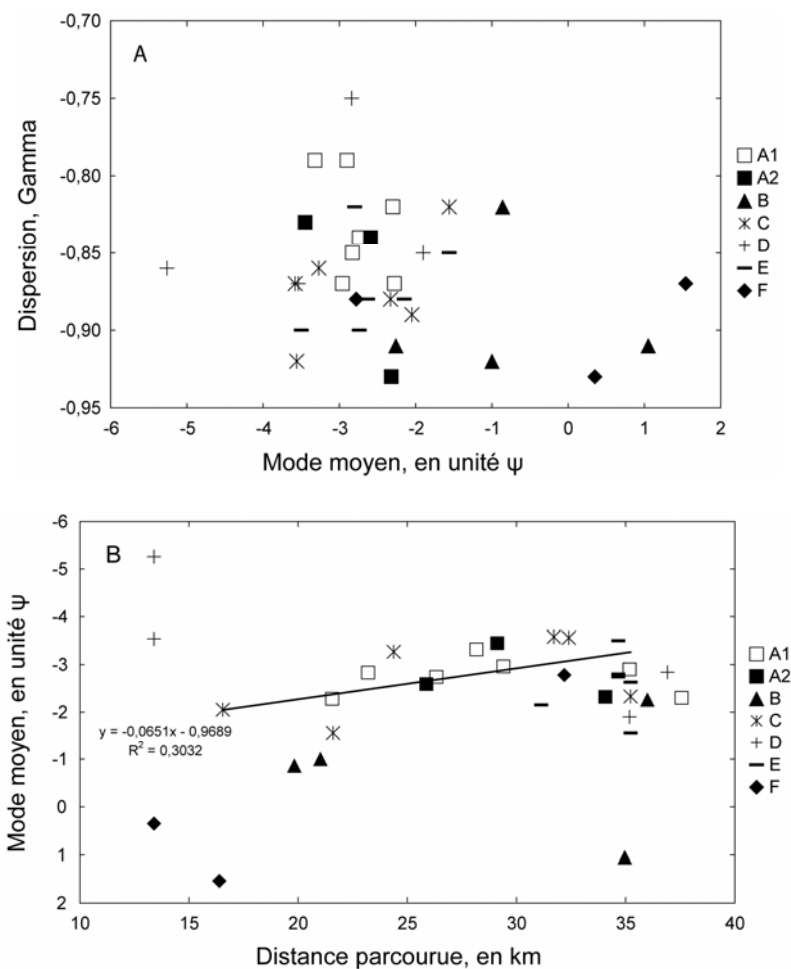 A
-0,70
-0,75
-0,80
-0,85
-0,90
-0,95
Dispersion, Gamma
-6 -5 -4 -3 -2 -1 0 1 2
Mode moyen, en unité ψ
A1
A2
B
C
D
E
F
B
-6
-5
-4
-3
-2
-1
0
1
2
Mode moyen, en unité ψ
y = -0,0651x - 0,9689
R² = 0,3032
10 15 20 25 30 35 40
Distance parcourue, en km
A1
A2
B
C
D
E
F